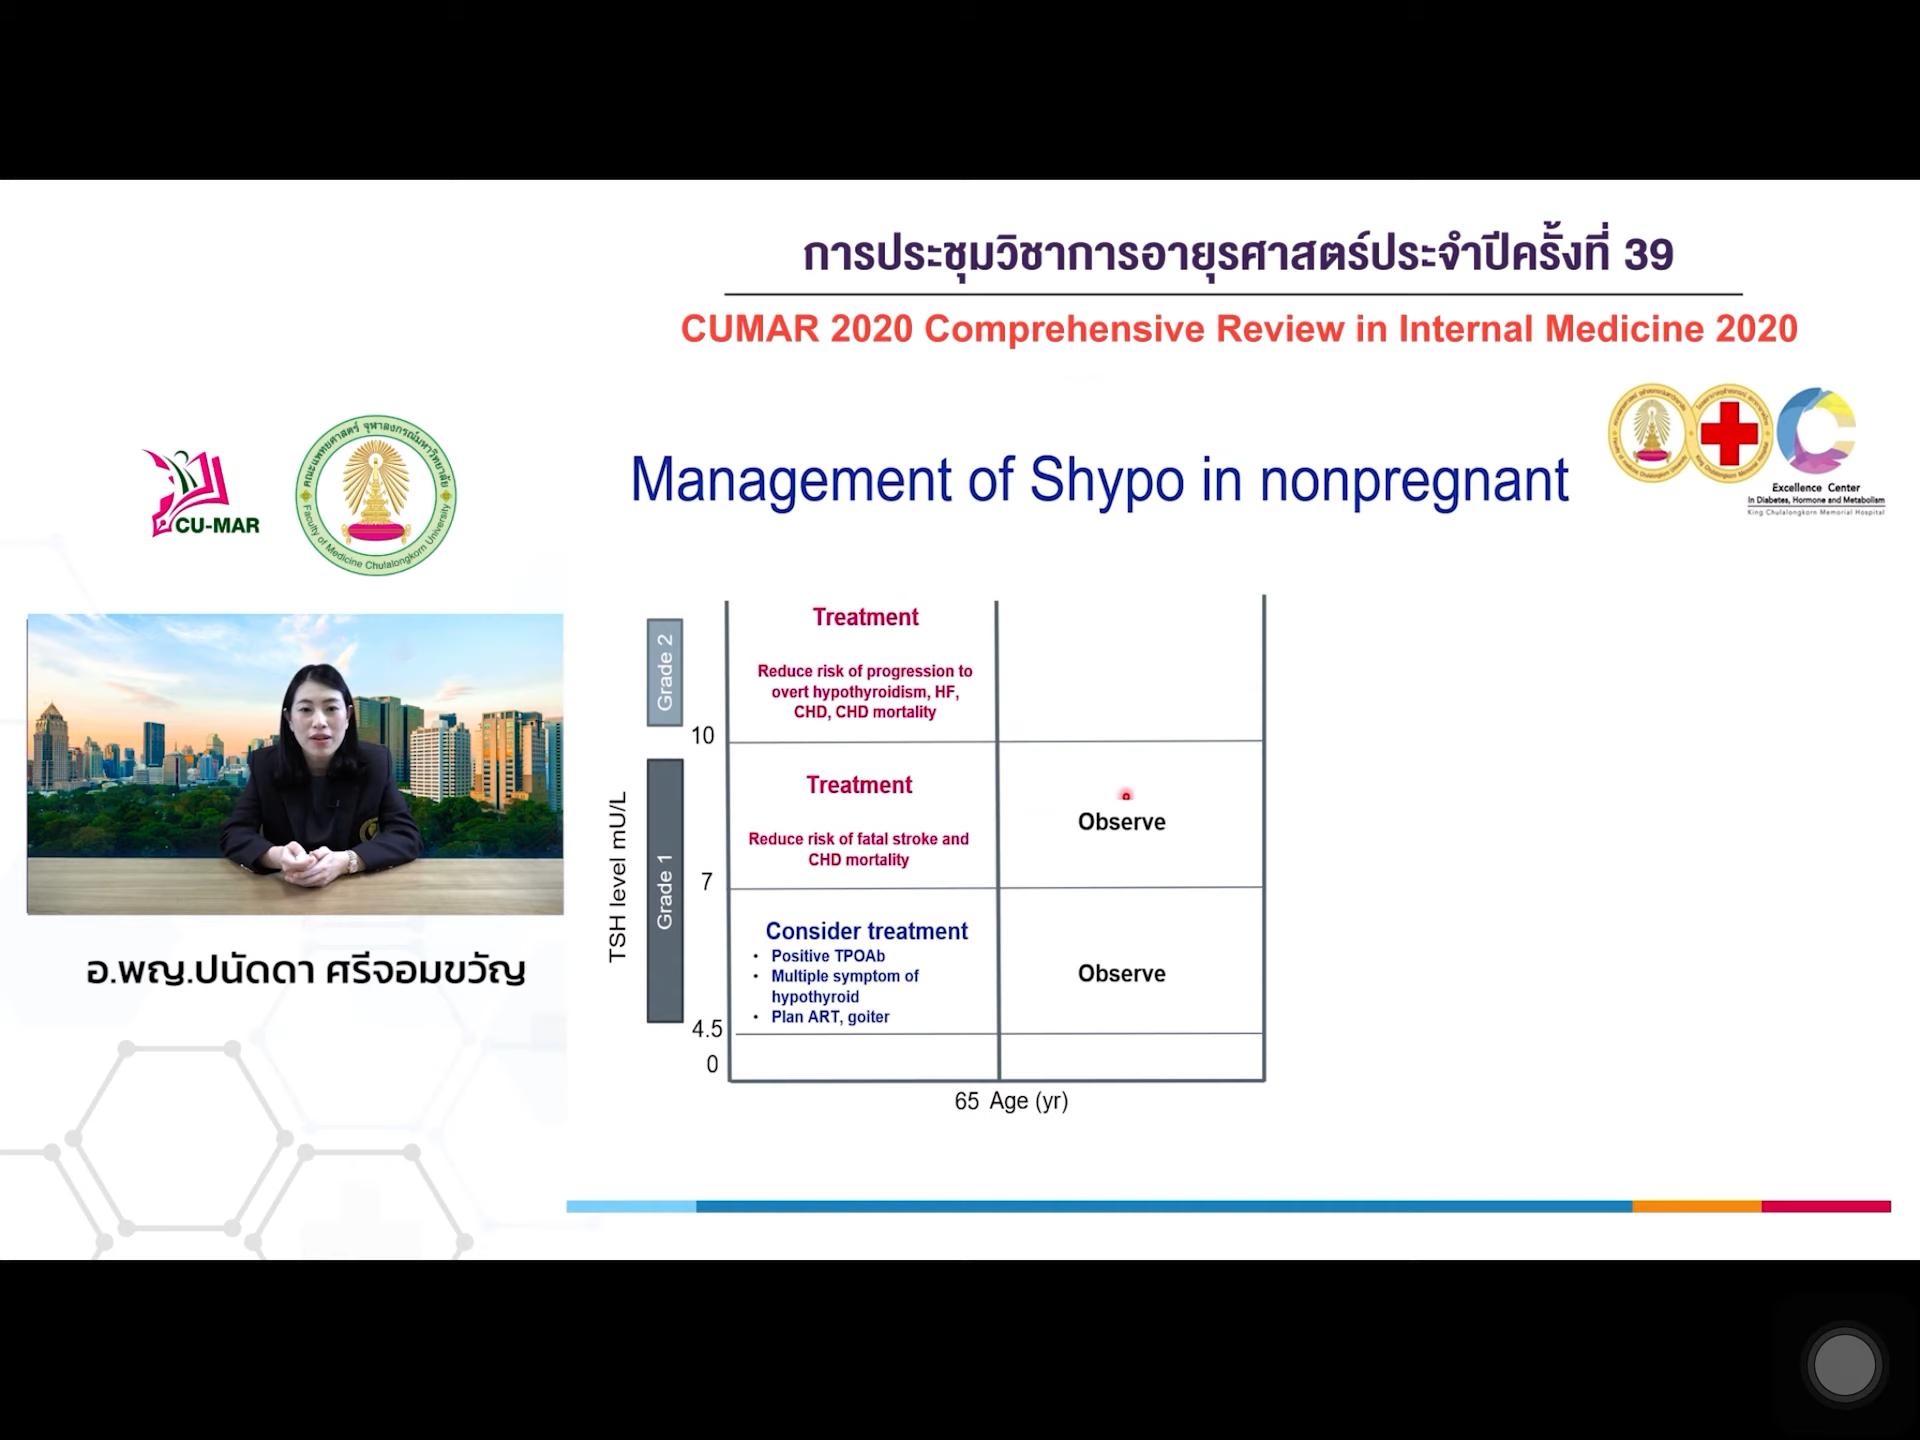 การประชุมวิชาการอายุรศาสตร์ประจำปีครั้งที่ 39
CUMAR 2020 Comprehensive Review in Internal Medicine 2020
CU-MAR
คณะแพทยศาสตร์ จุฬาลงกรณ์มหาวิทยาลัย
Faculty of Medicine Chulalongkorn University
Excellence Center
In Diabetes, Hormone and Metabolism
King Chulalongkorn Memorial Hospital
Management of Shypo in nonpregnant
อ.พญ.ปนัดดา ศรีจอมขวัญ
TSH level mU/L
Grade 2
Grade 1
10
7
4.5
0
Treatment
Reduce risk of progression to
overt hypothyroidism, HF,
CHD, CHD mortality
Treatment
Reduce risk of fatal stroke and
CHD mortality
Observe
Consider treatment
• Positive TPOAb
• Multiple symptom of
hypothyroid
• Plan ART, goiter
Observe
65 Age (yr)